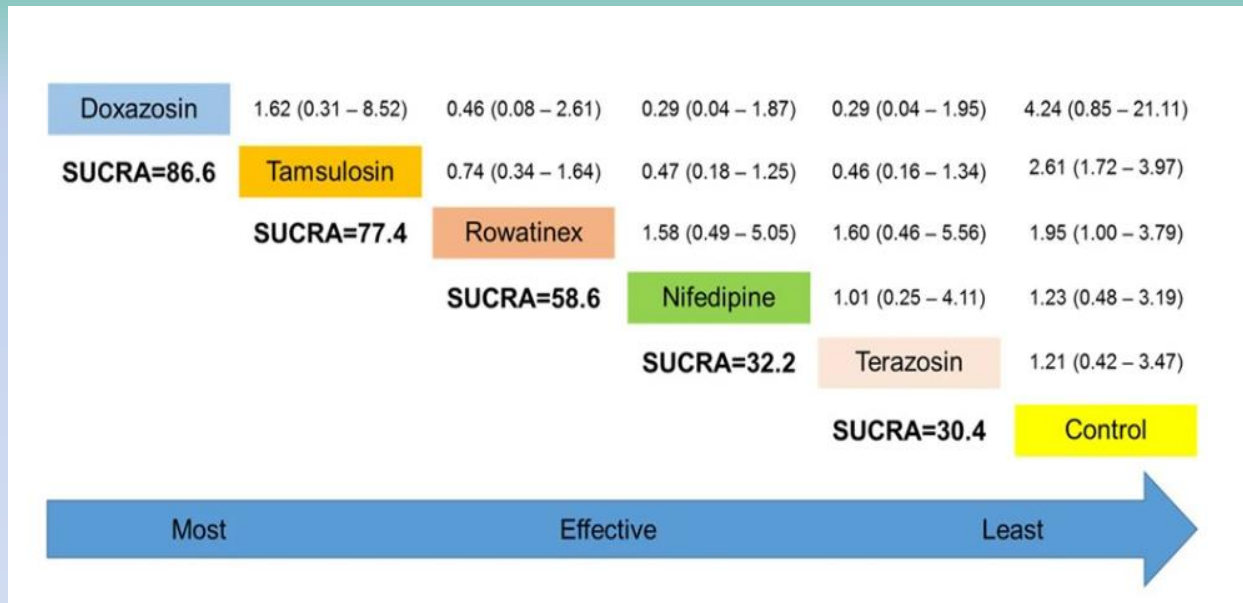 Doxazosin 1.62 (0.31 – 8.52) 0.46 (0.08 – 2.61) 0.29 (0.04 – 1.87) 0.29 (0.04 – 1.95) 4.24 (0.85 – 21.11)
SUCRA=86.6 Tamsulosin 0.74 (0.34 – 1.64) 0.47 (0.18 – 1.25) 0.46 (0.16 – 1.34) 2.61 (1.72 – 3.97)
SUCRA=77.4 Rowatinex 1.58 (0.49 – 5.05) 1.60 (0.46 – 5.56) 1.95 (1.00 – 3.79)
SUCRA=58.6 Nifedipine 1.01 (0.25 – 4.11) 1.23 (0.48 – 3.19)
SUCRA=32.2 Terazosin 1.21 (0.42 – 3.47)
SUCRA=30.4 Control
Most Effective Least